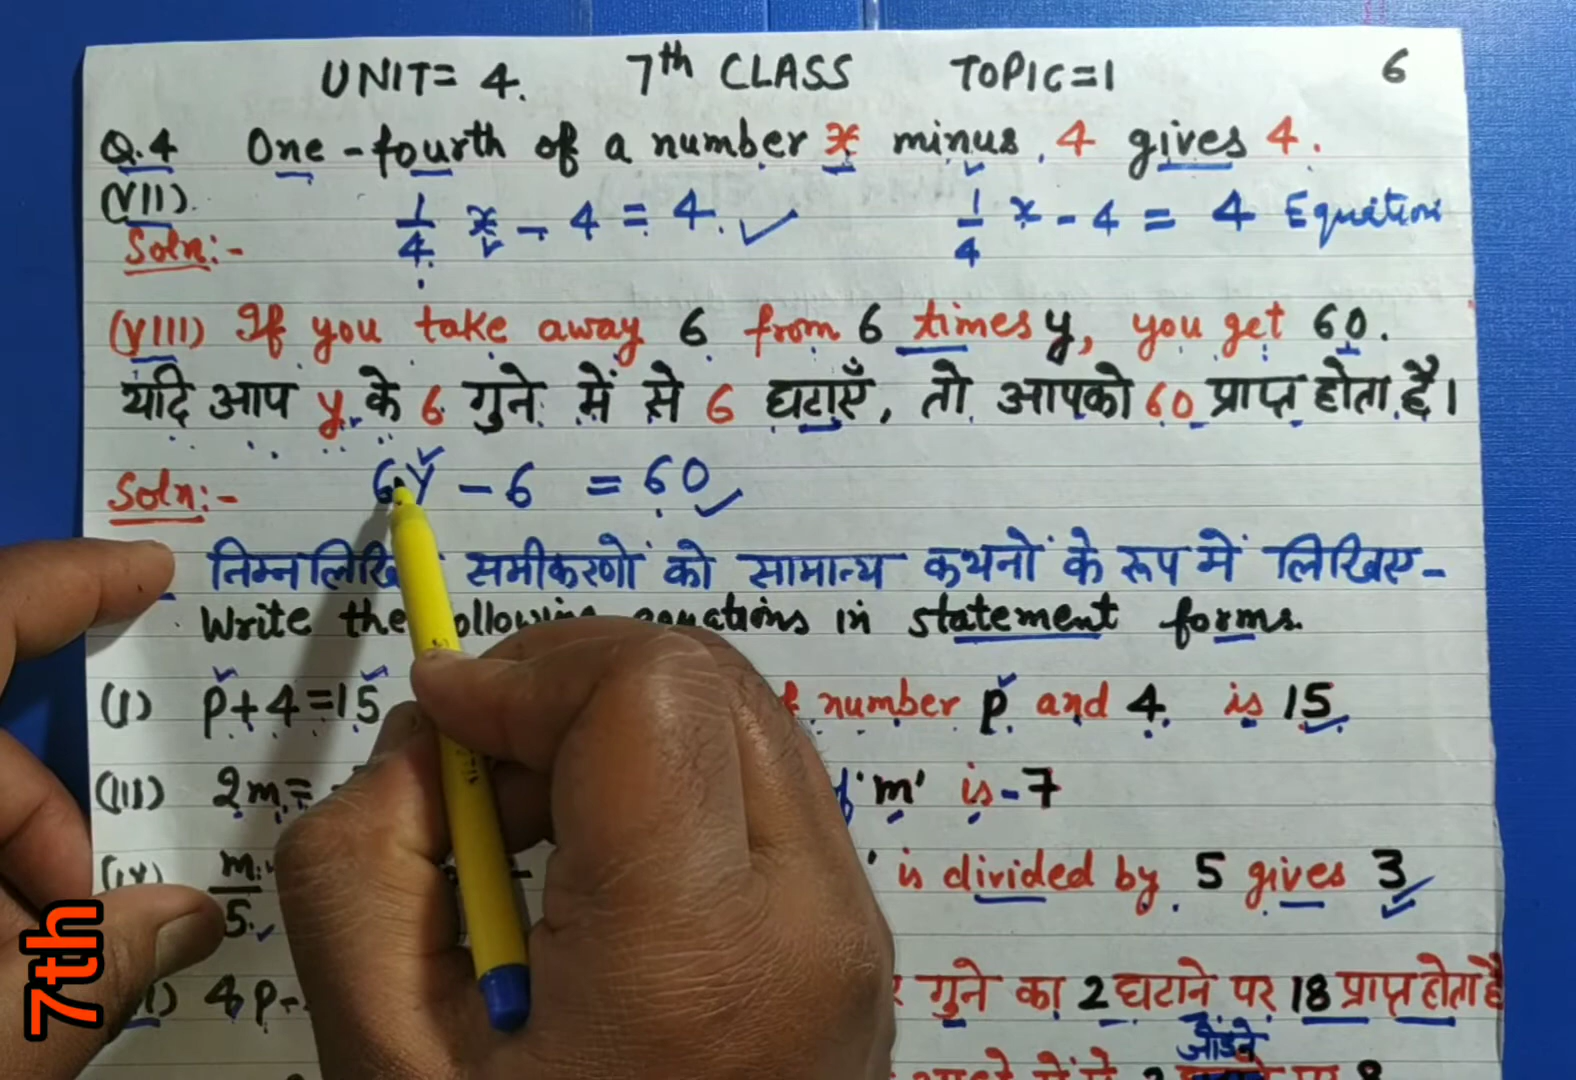 UNIT= 4. 7th CLASS TOPIC=1 6
Q.4 One-fourth of a number x minus 4 gives 4.
(VII) 1/4 x - 4 = 4. 1/4 x - 4 = 4 Equation
Soln:-
(VIII) If you take away 6 from 6 times y, you get 60.
यदि आप y के 6 गुने में से 6 घटाएँ, तो आपको 60 प्राप्त होता है।
Soln:- 6y - 6 = 60
समीकरणों को सामान्य कथनों के रूप में लिखिए-
Write the equations in statement forms.
(I) p+4=15 number p and 4 is 15
(III) 2m = 'm' is -7
m/5 is divided by 5 gives 3
4p- गुने का 2 घटाने पर 18 प्राप्त होता है
जोडने
7th